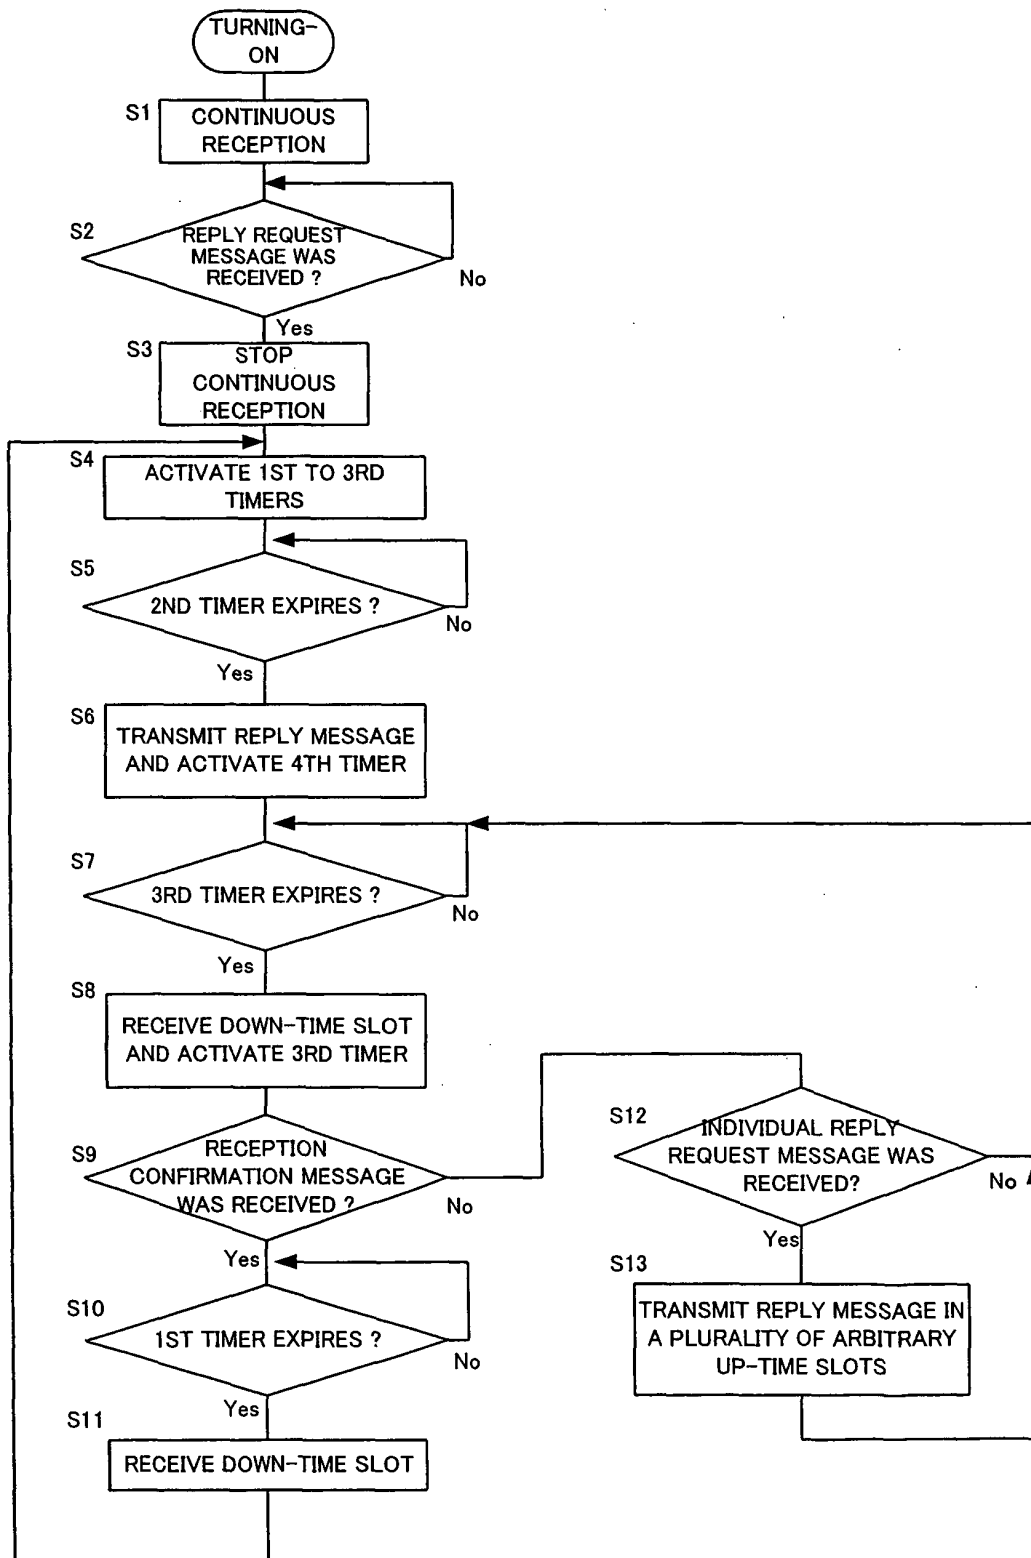 TURNING-
ON
S1
CONTINUOUS
RECEPTION
S2
REPLY REQUEST
MESSAGE WAS
RECEIVED ?
No
Yes
S3
STOP
CONTINUOUS
RECEPTION
S4
ACTIVATE 1ST TO 3RD
TIMERS
S5
2ND TIMER EXPIRES ?
No
Yes
S6
TRANSMIT REPLY MESSAGE
AND ACTIVATE 4TH TIMER
S7
3RD TIMER EXPIRES ?
No
Yes
S8
RECEIVE DOWN-TIME SLOT
AND ACTIVATE 3RD TIMER
S9
RECEPTION
CONFIRMATION MESSAGE
WAS RECEIVED ?
No
Yes
S10
1ST TIMER EXPIRES ?
No
Yes
S11
RECEIVE DOWN-TIME SLOT
S12
INDIVIDUAL REPLY
REQUEST MESSAGE WAS
RECEIVED?
No
Yes
S13
TRANSMIT REPLY MESSAGE IN
A PLURALITY OF ARBITRARY
UP-TIME SLOTS